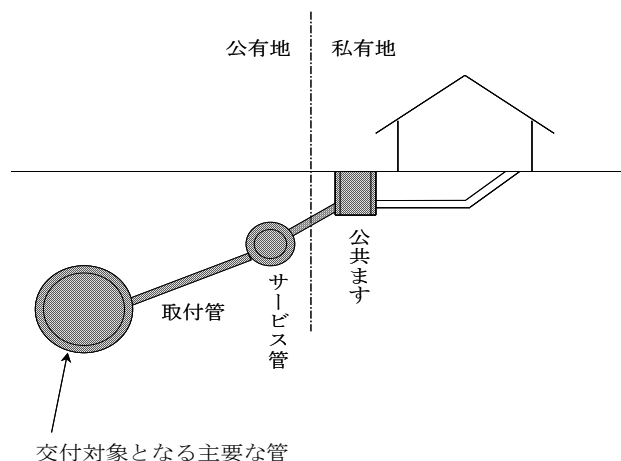 公有地
私有地
公共ます
サービス管
取付管
交付対象となる主要な管